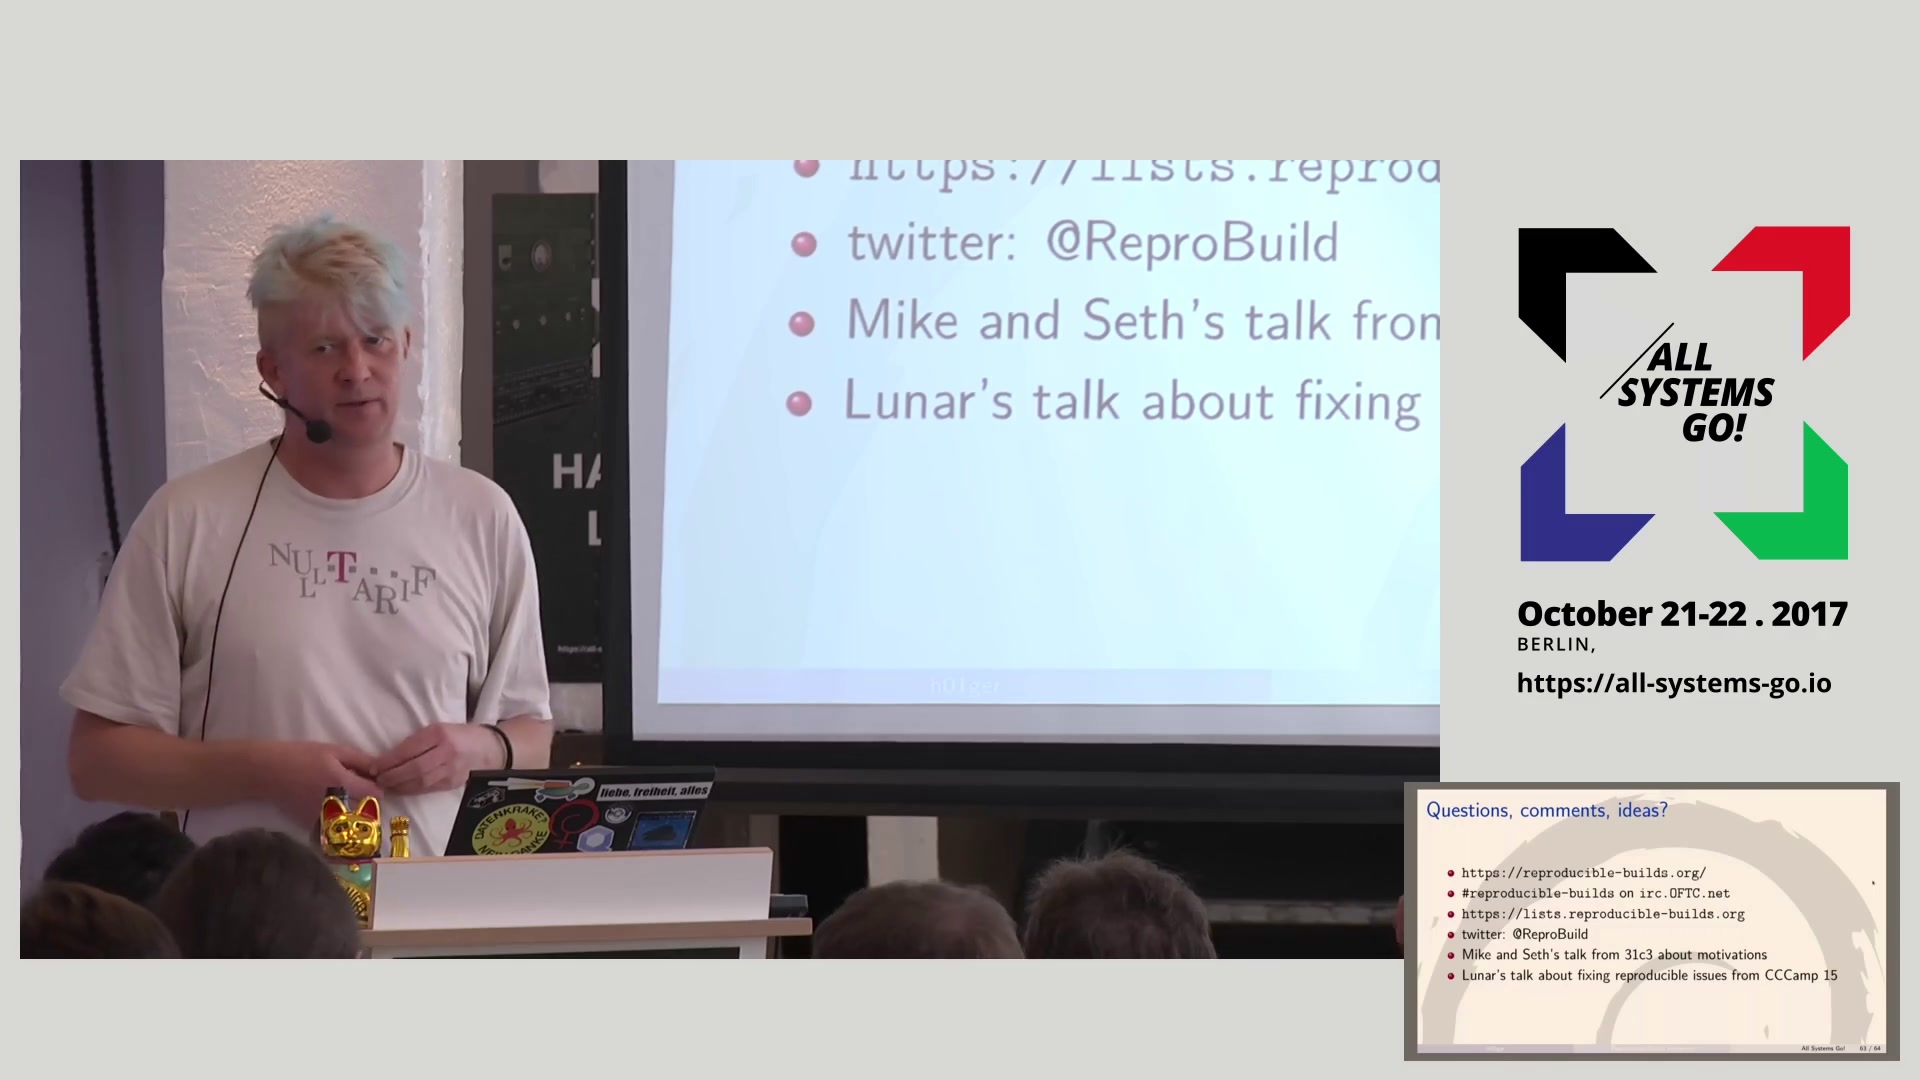 https://lists.reprod
twitter: @ReproBuild
Mike and Seth's talk
Lunar's talk about fixing
h01ger
NULL TARIF
liebe, freiheit, alles
DATENKRAKE?
NEIN DANKE
ALL
SYSTEMS
GO!
October 21-22 . 2017
BERLIN,
https://all-systems-go.io
Questions, comments, ideas?
https://reproducible-builds.org/
#reproducible-builds on irc.OFTC.net
https://lists.reproducible-builds.org
twitter: @ReproBuild
Mike and Seth's talk from 31c3 about motivations
Lunar's talk about fixing reproducible issues from CCCamp 15
All Systems Go!
63 / 64